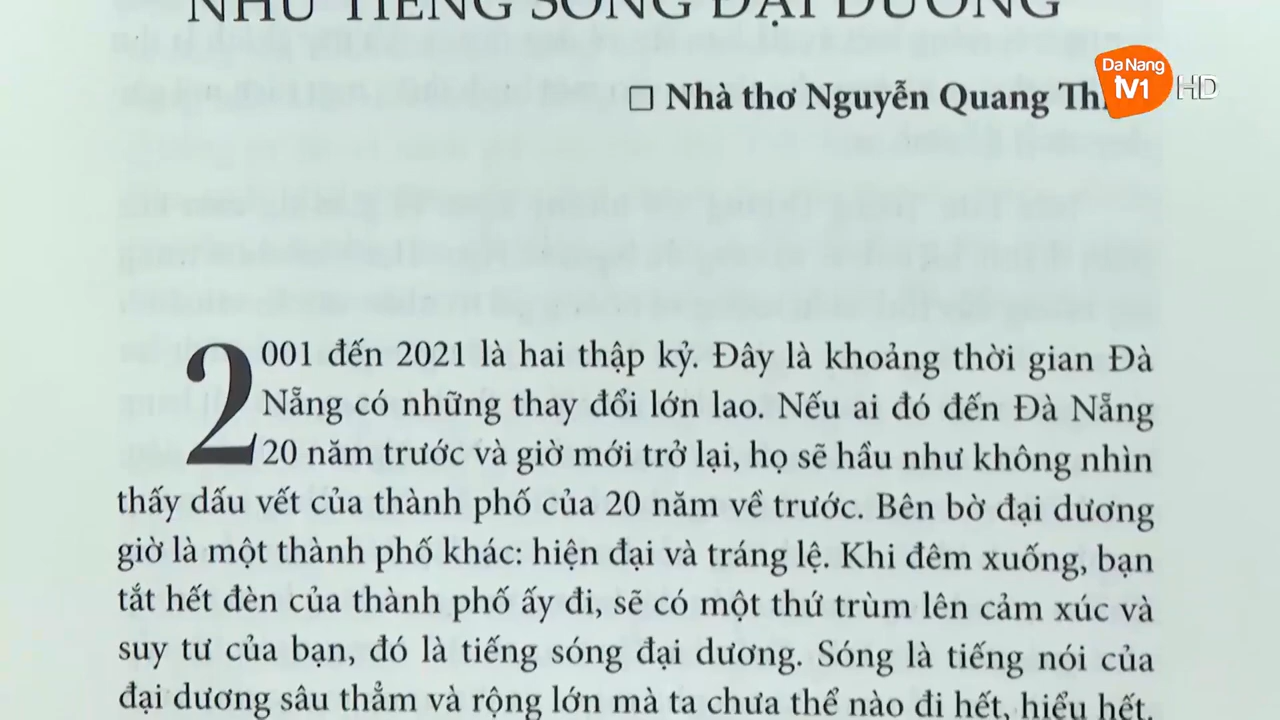 NHƯ TIẾNG SÓNG ĐẠI DƯƠNG
□ Nhà thơ Nguyễn Quang
Da Nang
tv1 HD
2001 đến 2021 là hai thập kỷ. Đây là khoảng thời gian Đà
Nẵng có những thay đổi lớn lao. Nếu ai đó đến Đà Nẵng
20 năm trước và giờ mới trở lại, họ sẽ hầu như không nhìn
thấy dấu vết của thành phố của 20 năm về trước. Bên bờ đại dương
giờ là một thành phố khác: hiện đại và tráng lệ. Khi đêm xuống, bạn
tắt hết đèn của thành phố ấy đi, sẽ có một thứ trùm lên cảm xúc và
suy tư của bạn, đó là tiếng sóng đại dương. Sóng là tiếng nói của
đại dương sâu thẳm và rộng lớn mà ta chưa thể nào đi hết, hiểu hết.